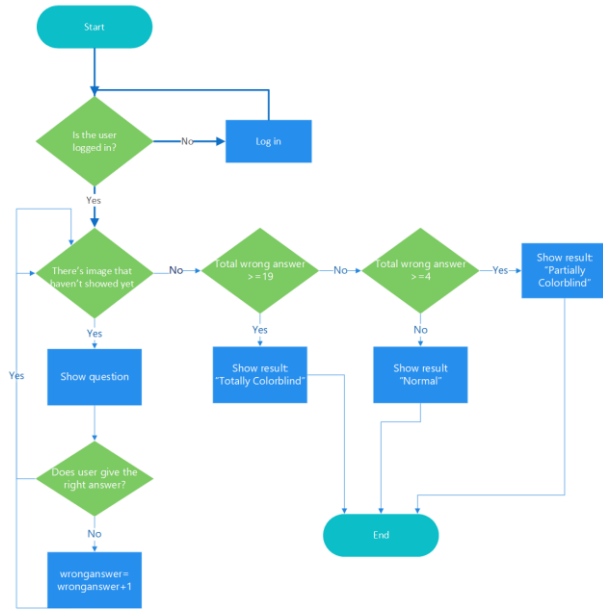 Start
Is the user
logged in?
No
Log in
Yes
There's image that
haven't showed yet
No
Total wrong answer
>=19
No
Total wrong answer
>=4
Yes
Show result:
"Partially
Colorblind"
Yes
Yes
No
Show question
Show result:
"Totally Colorblind"
Show result
"Normal"
Yes
Does user give the
right answer?
No
End
wronganswer=
wronganswer+1